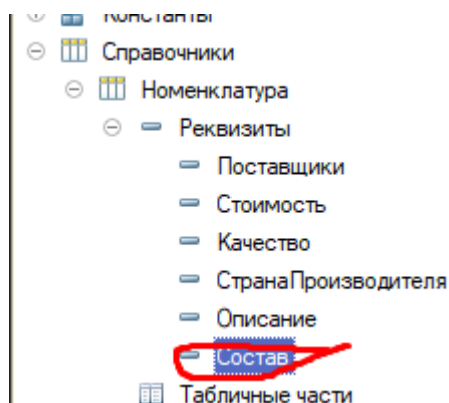 Константы
Справочники
Номенклатура
Реквизиты
Поставщики
Стоимость
Качество
СтранаПроизводителя
Описание
Состав
Табличные части